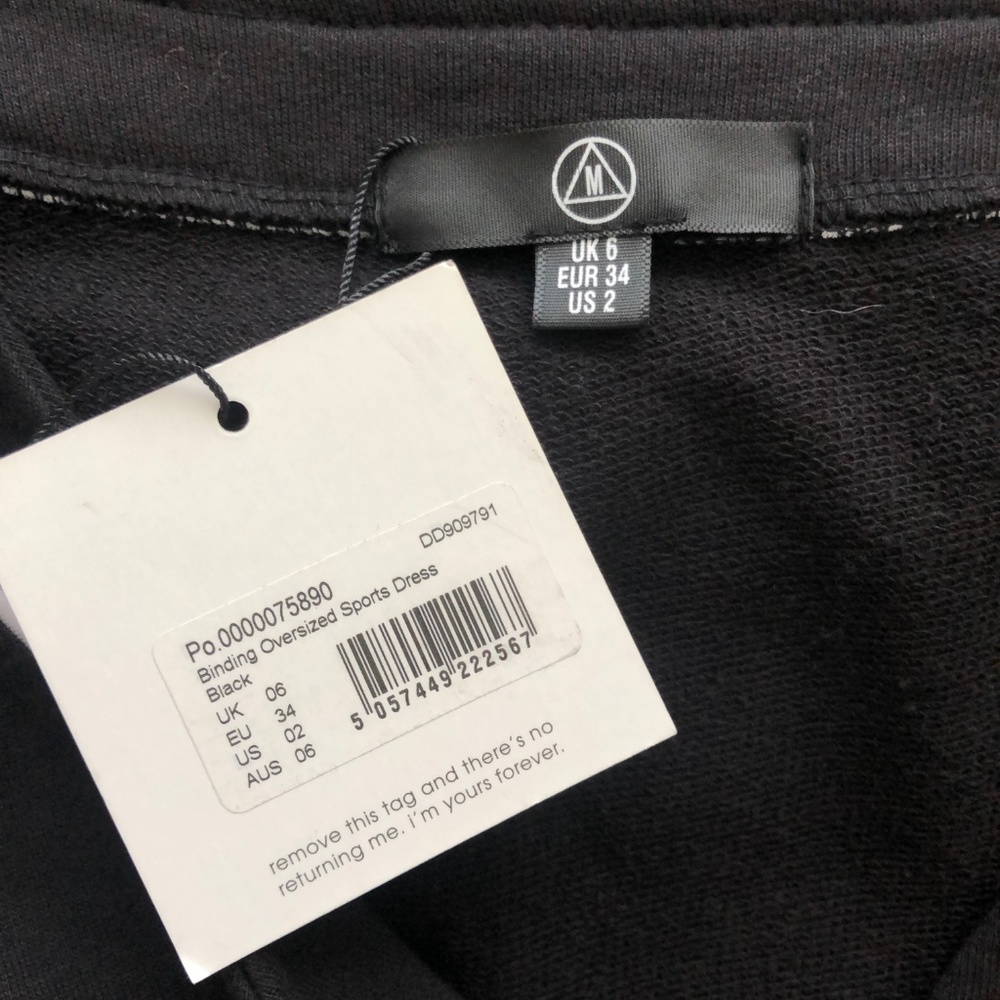 M
UK 6
EUR 34
US 2
DD909791
Po.0000075890
Binding Oversized Sports Dress
Black
UK 06
EU 34
US 02
AUS 06
5 057449 222567
remove this tag and there's no
returning me. i'm yours forever.